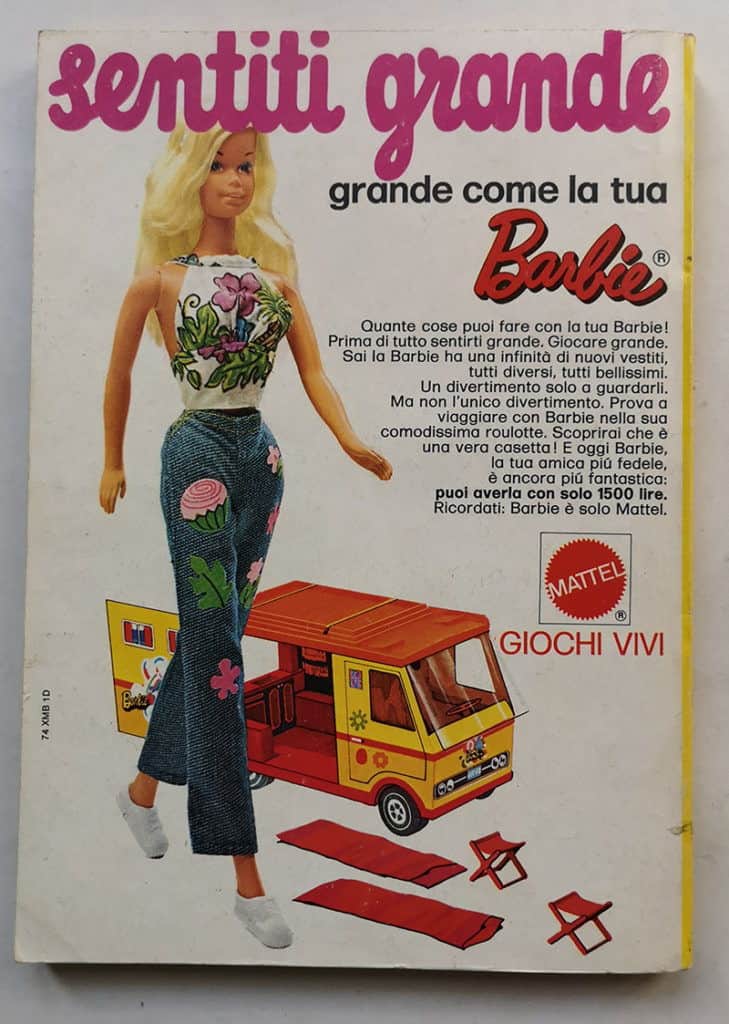 sentiti grande
grande come la tua
Barbie®
Quante cose puoi fare con la tua Barbie!
Prima di tutto sentirti grande. Giocare grande.
Sai la Barbie ha una infinità di nuovi vestiti,
tutti diversi, tutti bellissimi.
Un divertimento solo a guardarli.
Ma non l'unico divertimento. Prova a
viaggiare con Barbie nella sua
comodissima roulotte. Scoprirai che è
una vera casetta! E oggi Barbie,
la tua amica piú fedele,
è ancora piú fantastica:
puoi averla con solo 1500 lire.
Ricordati: Barbie è solo Mattel.
MATTEL
®
GIOCHI VIVI
Barbie
74 XMB 1D